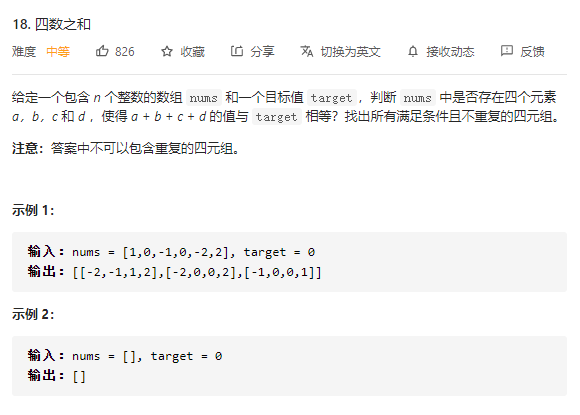 18. 四数之和
难度 中等 826 收藏 分享 切换为英文 接收动态 反馈
给定一个包含 n 个整数的数组 nums 和一个目标值 target，判断 nums 中是否存在四个元素
a，b，c 和 d ，使得 a + b + c + d 的值与 target 相等？找出所有满足条件且不重复的四元组。
注意：答案中不可以包含重复的四元组。
示例 1：
输入：nums = [1,0,-1,0,-2,2], target = 0
输出：[[-2,-1,1,2],[-2,0,0,2],[-1,0,0,1]]
示例 2：
输入：nums = [], target = 0
输出：[]